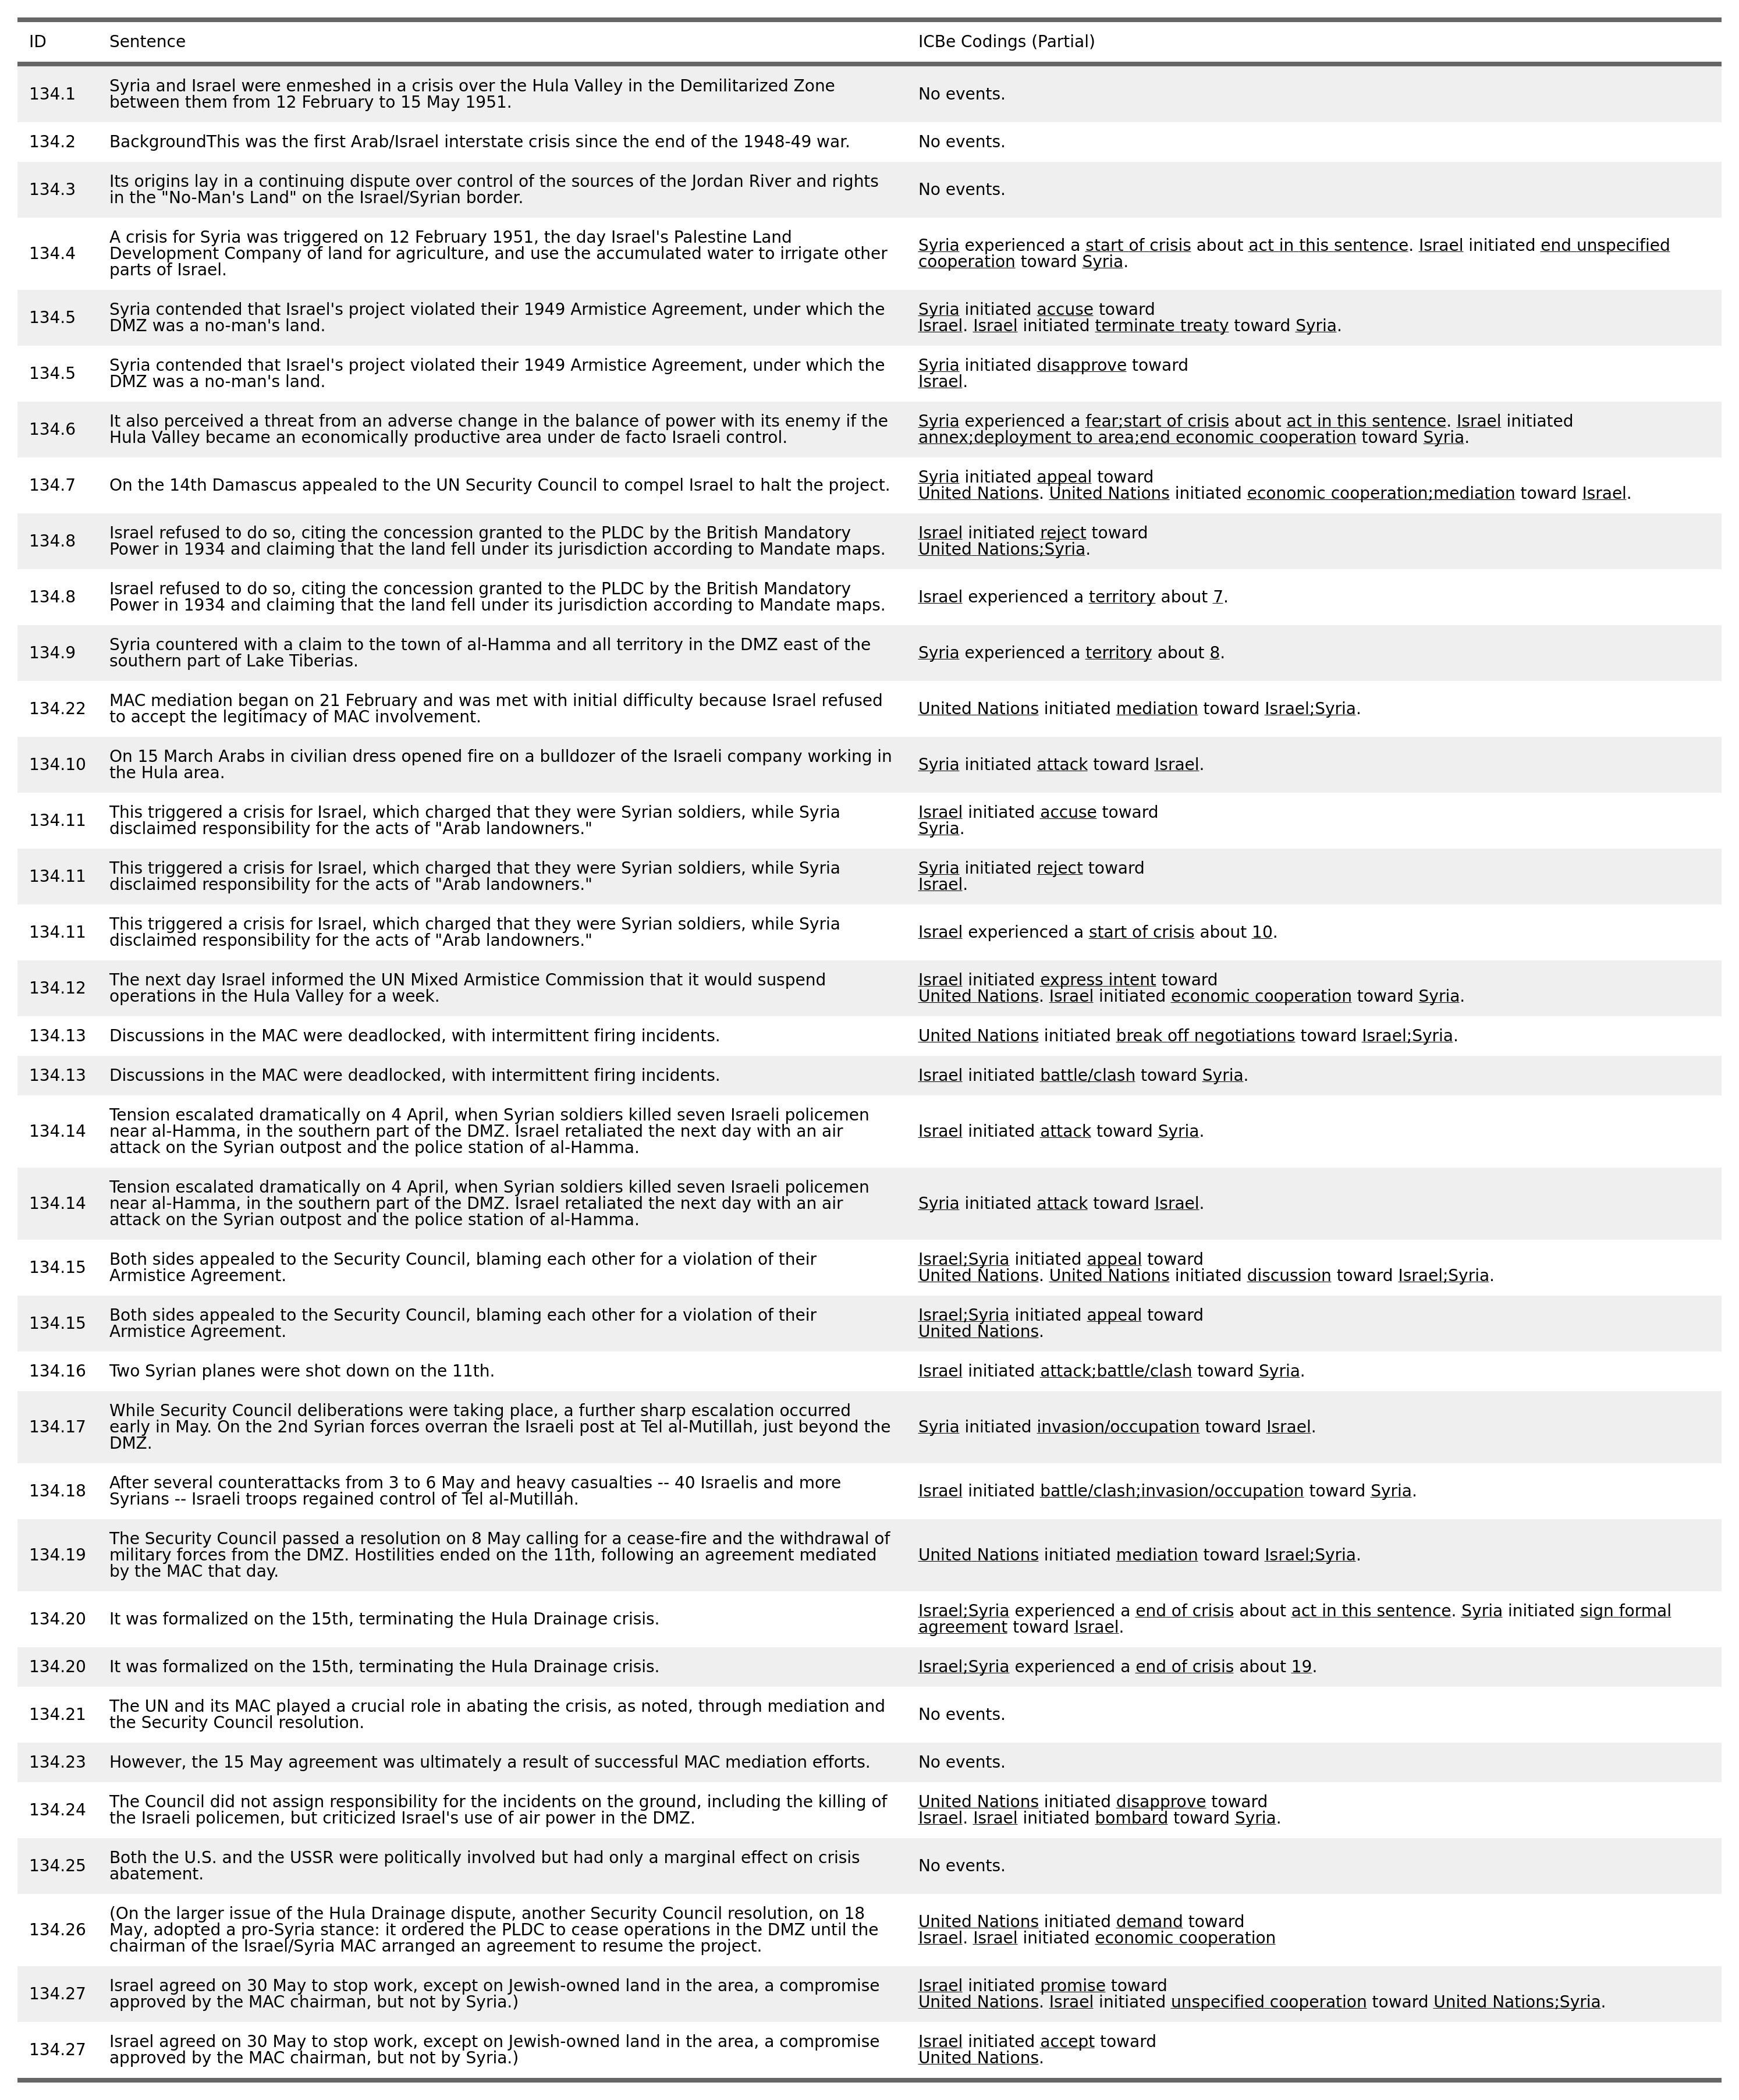 ID Sentence ICBe Codings (Partial)
134.1 Syria and Israel were enmeshed in a crisis over the Hula Valley in the Demilitarized Zone
between them from 12 February to 15 May 1951. No events.
134.2 BackgroundThis was the first Arab/Israel interstate crisis since the end of the 1948-49 war. No events.
134.3 Its origins lay in a continuing dispute over control of the sources of the Jordan River and rights
in the "No-Man's Land" on the Israel/Syrian border. No events.
134.4 A crisis for Syria was triggered on 12 February 1951, the day Israel's Palestine Land
Development Company of land for agriculture, and use the accumulated water to irrigate other
parts of Israel.
Syria experienced a start of crisis about act in this sentence. Israel initiated end unspecified
cooperation toward Syria.
134.5 Syria contended that Israel's project violated their 1949 Armistice Agreement, under which the
DMZ was a no-man's land.
Syria initiated accuse toward
Israel. Israel initiated terminate treaty toward Syria.
134.5 Syria contended that Israel's project violated their 1949 Armistice Agreement, under which the
DMZ was a no-man's land.
Syria initiated disapprove toward
Israel.
134.6 It also perceived a threat from an adverse change in the balance of power with its enemy if the
Hula Valley became an economically productive area under de facto Israeli control.
Syria experienced a fear;start of crisis about act in this sentence. Israel initiated
annex;deployment to area;end economic cooperation toward Syria.
134.7 On the 14th Damascus appealed to the UN Security Council to compel Israel to halt the project.
Syria initiated appeal toward
United Nations. United Nations initiated economic cooperation;mediation toward Israel.
134.8 Israel refused to do so, citing the concession granted to the PLDC by the British Mandatory
Power in 1934 and claiming that the land fell under its jurisdiction according to Mandate maps.
Israel initiated reject toward
United Nations;Syria.
134.8 Israel refused to do so, citing the concession granted to the PLDC by the British Mandatory
Power in 1934 and claiming that the land fell under its jurisdiction according to Mandate maps.
Israel experienced a territory about 7.
134.9 Syria countered with a claim to the town of al-Hamma and all territory in the DMZ east of the
southern part of Lake Tiberias.
Syria experienced a territory about 8.
134.22 MAC mediation began on 21 February and was met with initial difficulty because Israel refused
to accept the legitimacy of MAC involvement.
United Nations initiated mediation toward Israel;Syria.
134.10 On 15 March Arabs in civilian dress opened fire on a bulldozer of the Israeli company working in
the Hula area.
Syria initiated attack toward Israel.
134.11 This triggered a crisis for Israel, which charged that they were Syrian soldiers, while Syria
disclaimed responsibility for the acts of "Arab landowners."
Israel initiated accuse toward
Syria.
134.11 This triggered a crisis for Israel, which charged that they were Syrian soldiers, while Syria
disclaimed responsibility for the acts of "Arab landowners."
Syria initiated reject toward
Israel.
134.11 This triggered a crisis for Israel, which charged that they were Syrian soldiers, while Syria
disclaimed responsibility for the acts of "Arab landowners."
Israel experienced a start of crisis about 10.
134.12 The next day Israel informed the UN Mixed Armistice Commission that it would suspend
operations in the Hula Valley for a week.
Israel initiated express intent toward
United Nations. Israel initiated economic cooperation toward Syria.
134.13 Discussions in the MAC were deadlocked, with intermittent firing incidents. United Nations initiated break off negotiations toward Israel;Syria.
134.13 Discussions in the MAC were deadlocked, with intermittent firing incidents. Israel initiated battle/clash toward Syria.
134.14 Tension escalated dramatically on 4 April, when Syrian soldiers killed seven Israeli policemen
near al-Hamma, in the southern part of the DMZ. Israel retaliated the next day with an air
attack on the Syrian outpost and the police station of al-Hamma.
Israel initiated attack toward Syria.
134.14 Tension escalated dramatically on 4 April, when Syrian soldiers killed seven Israeli policemen
near al-Hamma, in the southern part of the DMZ. Israel retaliated the next day with an air
attack on the Syrian outpost and the police station of al-Hamma.
Syria initiated attack toward Israel.
134.15 Both sides appealed to the Security Council, blaming each other for a violation of their
Armistice Agreement.
Israel;Syria initiated appeal toward
United Nations. United Nations initiated discussion toward Israel;Syria.
134.15 Both sides appealed to the Security Council, blaming each other for a violation of their
Armistice Agreement.
Israel;Syria initiated appeal toward
United Nations.
134.16 Two Syrian planes were shot down on the 11th. Israel initiated attack;battle/clash toward Syria.
134.17 While Security Council deliberations were taking place, a further sharp escalation occurred
early in May. On the 2nd Syrian forces overran the Israeli post at Tel al-Mutillah, just beyond the
DMZ.
Syria initiated invasion/occupation toward Israel.
134.18 After several counterattacks from 3 to 6 May and heavy casualties -- 40 Israelis and more
Syrians -- Israeli troops regained control of Tel al-Mutillah.
Israel initiated battle/clash;invasion/occupation toward Syria.
134.19 The Security Council passed a resolution on 8 May calling for a cease-fire and the withdrawal of
military forces from the DMZ. Hostilities ended on the 11th, following an agreement mediated
by the MAC that day.
United Nations initiated mediation toward Israel;Syria.
134.20 It was formalized on the 15th, terminating the Hula Drainage crisis.
Israel;Syria experienced a end of crisis about act in this sentence. Syria initiated sign formal
agreement toward Israel.
134.20 It was formalized on the 15th, terminating the Hula Drainage crisis. Israel;Syria experienced a end of crisis about 19.
134.21 The UN and its MAC played a crucial role in abating the crisis, as noted, through mediation and
the Security Council resolution.
No events.
134.23 However, the 15 May agreement was ultimately a result of successful MAC mediation efforts. No events.
134.24 The Council did not assign responsibility for the incidents on the ground, including the killing of
the Israeli policemen, but criticized Israel's use of air power in the DMZ.
United Nations initiated disapprove toward
Israel. Israel initiated bombard toward Syria.
134.25 Both the U.S. and the USSR were politically involved but had only a marginal effect on crisis
abatement.
No events.
134.26 (On the larger issue of the Hula Drainage dispute, another Security Council resolution, on 18
May, adopted a pro-Syria stance: it ordered the PLDC to cease operations in the DMZ until the
chairman of the Israel/Syria MAC arranged an agreement to resume the project.
United Nations initiated demand toward
Israel. Israel initiated economic cooperation
134.27 Israel agreed on 30 May to stop work, except on Jewish-owned land in the area, a compromise
approved by the MAC chairman, but not by Syria.)
Israel initiated promise toward
United Nations. Israel initiated unspecified cooperation toward United Nations;Syria.
134.27 Israel agreed on 30 May to stop work, except on Jewish-owned land in the area, a compromise
approved by the MAC chairman, but not by Syria.)
Israel initiated accept toward
United Nations.